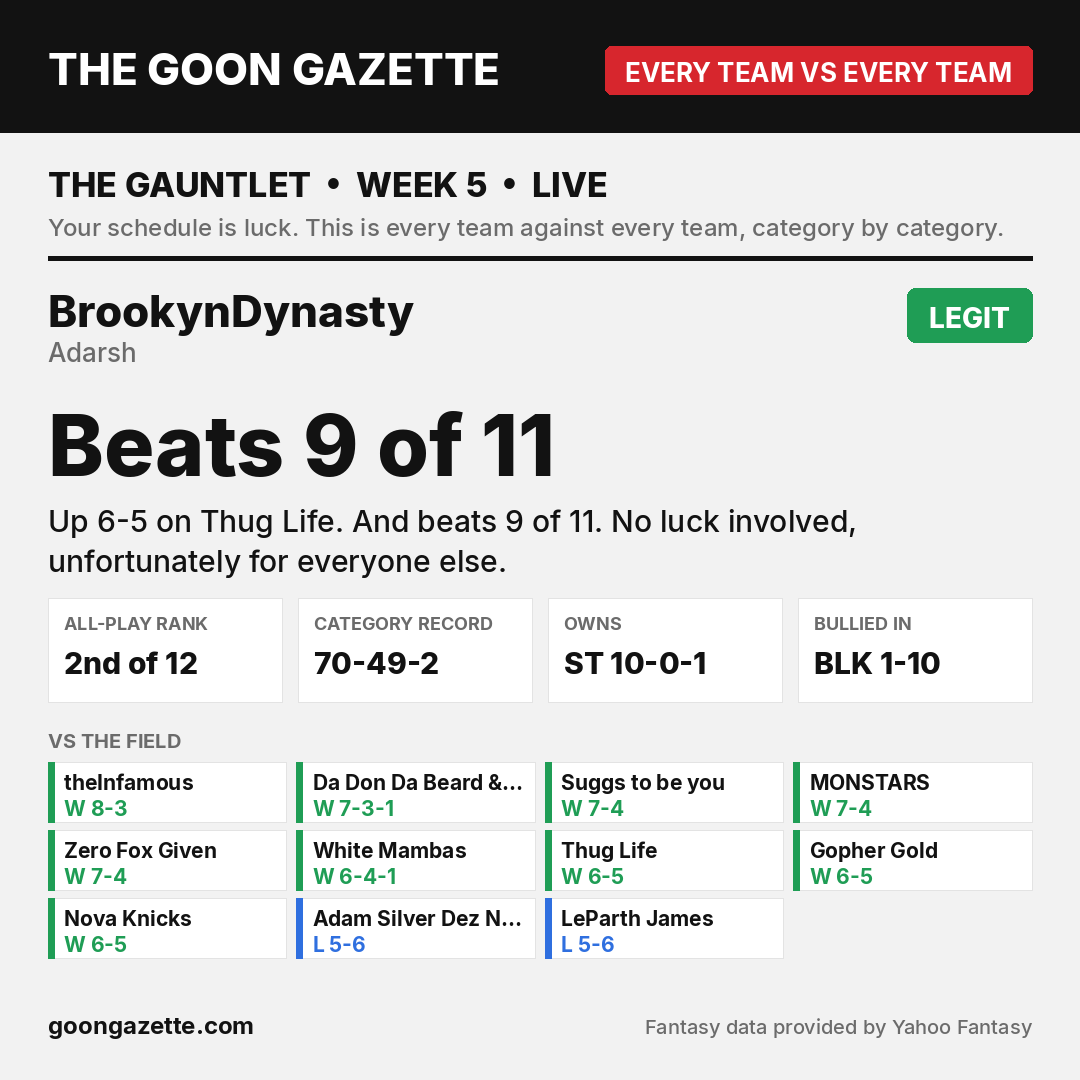 THE GOON GAZETTE
EVERY TEAM VS EVERY TEAM
THE GAUNTLET • WEEK 5 • LIVE
Your schedule is luck. This is every team against every team, category by category.
BrookynDynasty
LEGIT
Adarsh
Beats 9 of 11
Up 6-5 on Thug Life. And beats 9 of 11. No luck involved,
unfortunately for everyone else.
ALL-PLAY RANK
2nd of 12
CATEGORY RECORD
70-49-2
OWNS
ST 10-0-1
BULLIED IN
BLK 1-10
VS THE FIELD
theInfamous
W 8-3
Da Don Da Beard &...
W 7-3-1
Suggs to be you
W 7-4
MONSTARS
W 7-4
Zero Fox Given
W 7-4
White Mambas
W 6-4-1
Thug Life
W 6-5
Gopher Gold
W 6-5
Nova Knicks
W 6-5
Adam Silver Dez N...
L 5-6
LeParth James
L 5-6
goongazette.com
Fantasy data provided by Yahoo Fantasy